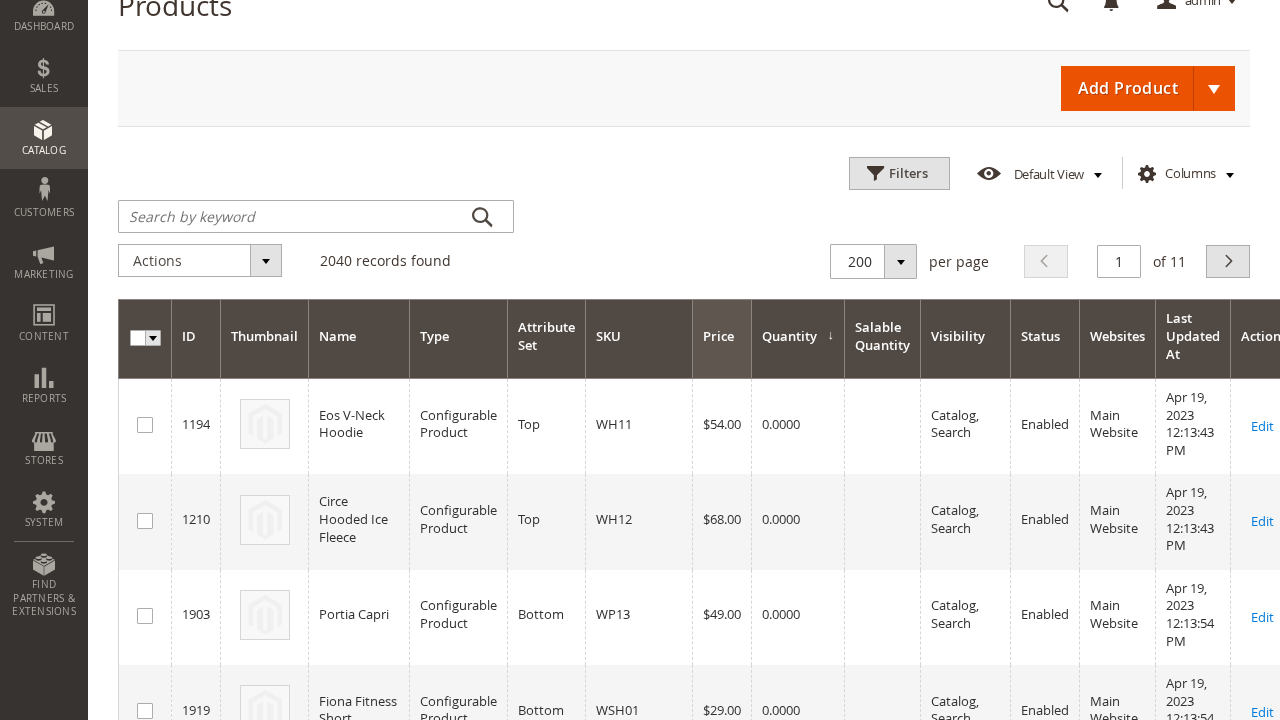 Products
admin
DASHBOARD
SALES
CATALOG
CUSTOMERS
MARKETING
CONTENT
REPORTS
STORES
SYSTEM
FIND
PARTNERS &
EXTENSIONS
Add Product
Filters
Default View
Columns
Search by keyword
Actions
2040 records found
200
per page
1
of 11
ID
Thumbnail
Name
Type
Attribute
Set
SKU
Price
Quantity ↓
Salable
Quantity
Visibility
Status
Websites
Last
Updated
At
Action
1194
Eos V-Neck
Hoodie
Configurable
Product
Top
WH11
$54.00
0.0000
Catalog,
Search
Enabled
Main
Website
Apr 19,
2023
12:13:43
PM
Edit
1210
Circe
Hooded Ice
Fleece
Configurable
Product
Top
WH12
$68.00
0.0000
Catalog,
Search
Enabled
Main
Website
Apr 19,
2023
12:13:43
PM
Edit
1903
Portia Capri
Configurable
Product
Bottom
WP13
$49.00
0.0000
Catalog,
Search
Enabled
Main
Website
Apr 19,
2023
12:13:54
PM
Edit
1919
Fiona Fitness
Short
Configurable
Product
Bottom
WSH01
$29.00
0.0000
Catalog,
Search
Enabled
Main
Website
Apr 19,
2023
12:13:54
Edit